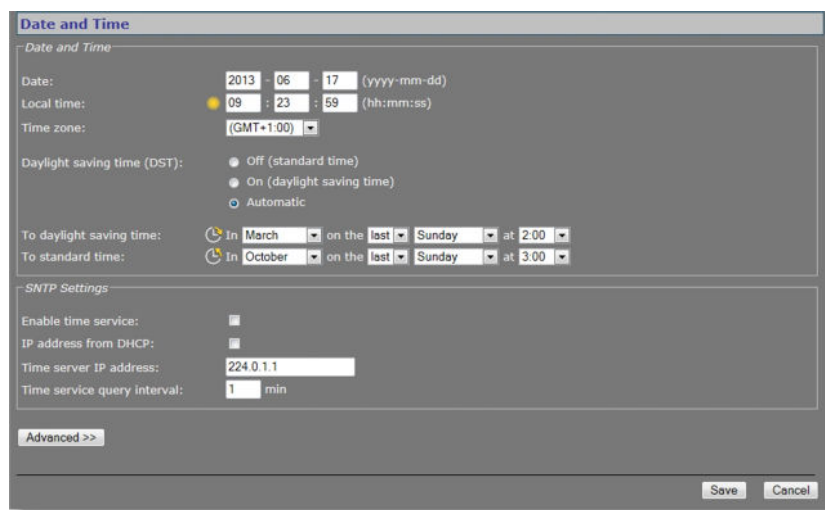 Date and Time
Date and Time
Date: 2013 - 06 - 17 (yyyy-mm-dd)
Local time: 09 : 23 : 59 (hh:mm:ss)
Time zone: (GMT+1:00)
Daylight saving time (DST): Off (standard time)
On (daylight saving time)
Automatic
To daylight saving time: In March on the last Sunday at 2:00
To standard time: In October on the last Sunday at 3:00
SNTP Settings
Enable time service:
IP address from DHCP:
Time server IP address: 224.0.1.1
Time service query interval: 1 min
Advanced >>
Save Cancel